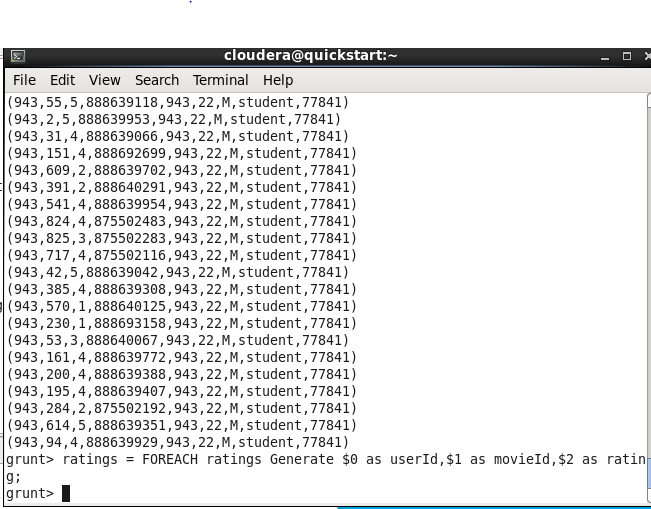 cloudera@quickstart:~
File Edit View Search Terminal Help
(943,55,5,888639118,943,22,M,student,77841)
(943,2,5,888639953,943,22,M,student,77841)
(943,31,4,888639066,943,22,M,student,77841)
(943,151,4,888692699,943,22,M,student,77841)
(943,609,2,888639702,943,22,M,student,77841)
(943,391,2,888640291,943,22,M,student,77841)
(943,541,4,888639954,943,22,M,student,77841)
(943,824,4,875502483,943,22,M,student,77841)
(943,825,3,875502283,943,22,M,student,77841)
(943,717,4,875502116,943,22,M,student,77841)
(943,42,5,888639042,943,22,M,student,77841)
(943,385,4,888639308,943,22,M,student,77841)
(943,570,1,888640125,943,22,M,student,77841)
(943,230,1,888693158,943,22,M,student,77841)
(943,53,3,888640067,943,22,M,student,77841)
(943,161,4,888639772,943,22,M,student,77841)
(943,200,4,888639388,943,22,M,student,77841)
(943,195,4,888639407,943,22,M,student,77841)
(943,284,2,875502192,943,22,M,student,77841)
(943,614,5,888639351,943,22,M,student,77841)
(943,94,4,888639929,943,22,M,student,77841)
grunt> ratings = FOREACH ratings Generate $0 as userId,$1 as movieId,$2 as ratin
g;
grunt>